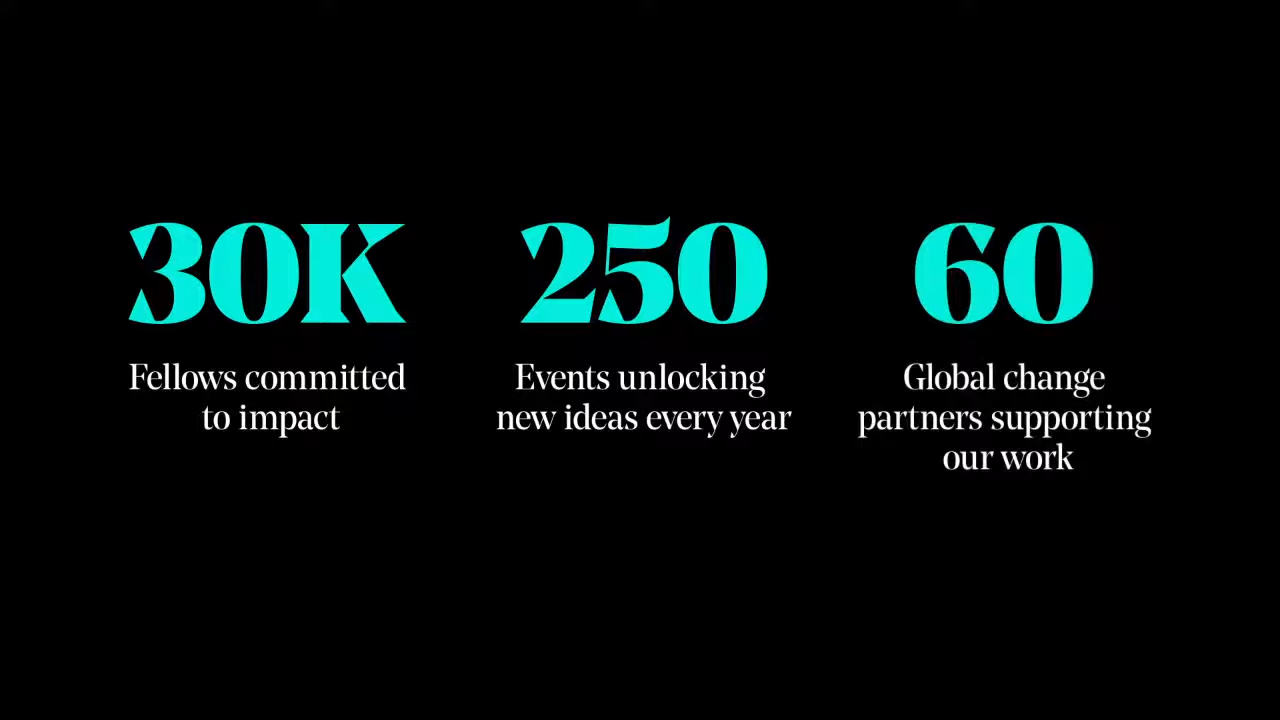 30K
Fellows committed
to impact
250
Events unlocking
new ideas every year
60
Global change
partners supporting
our work